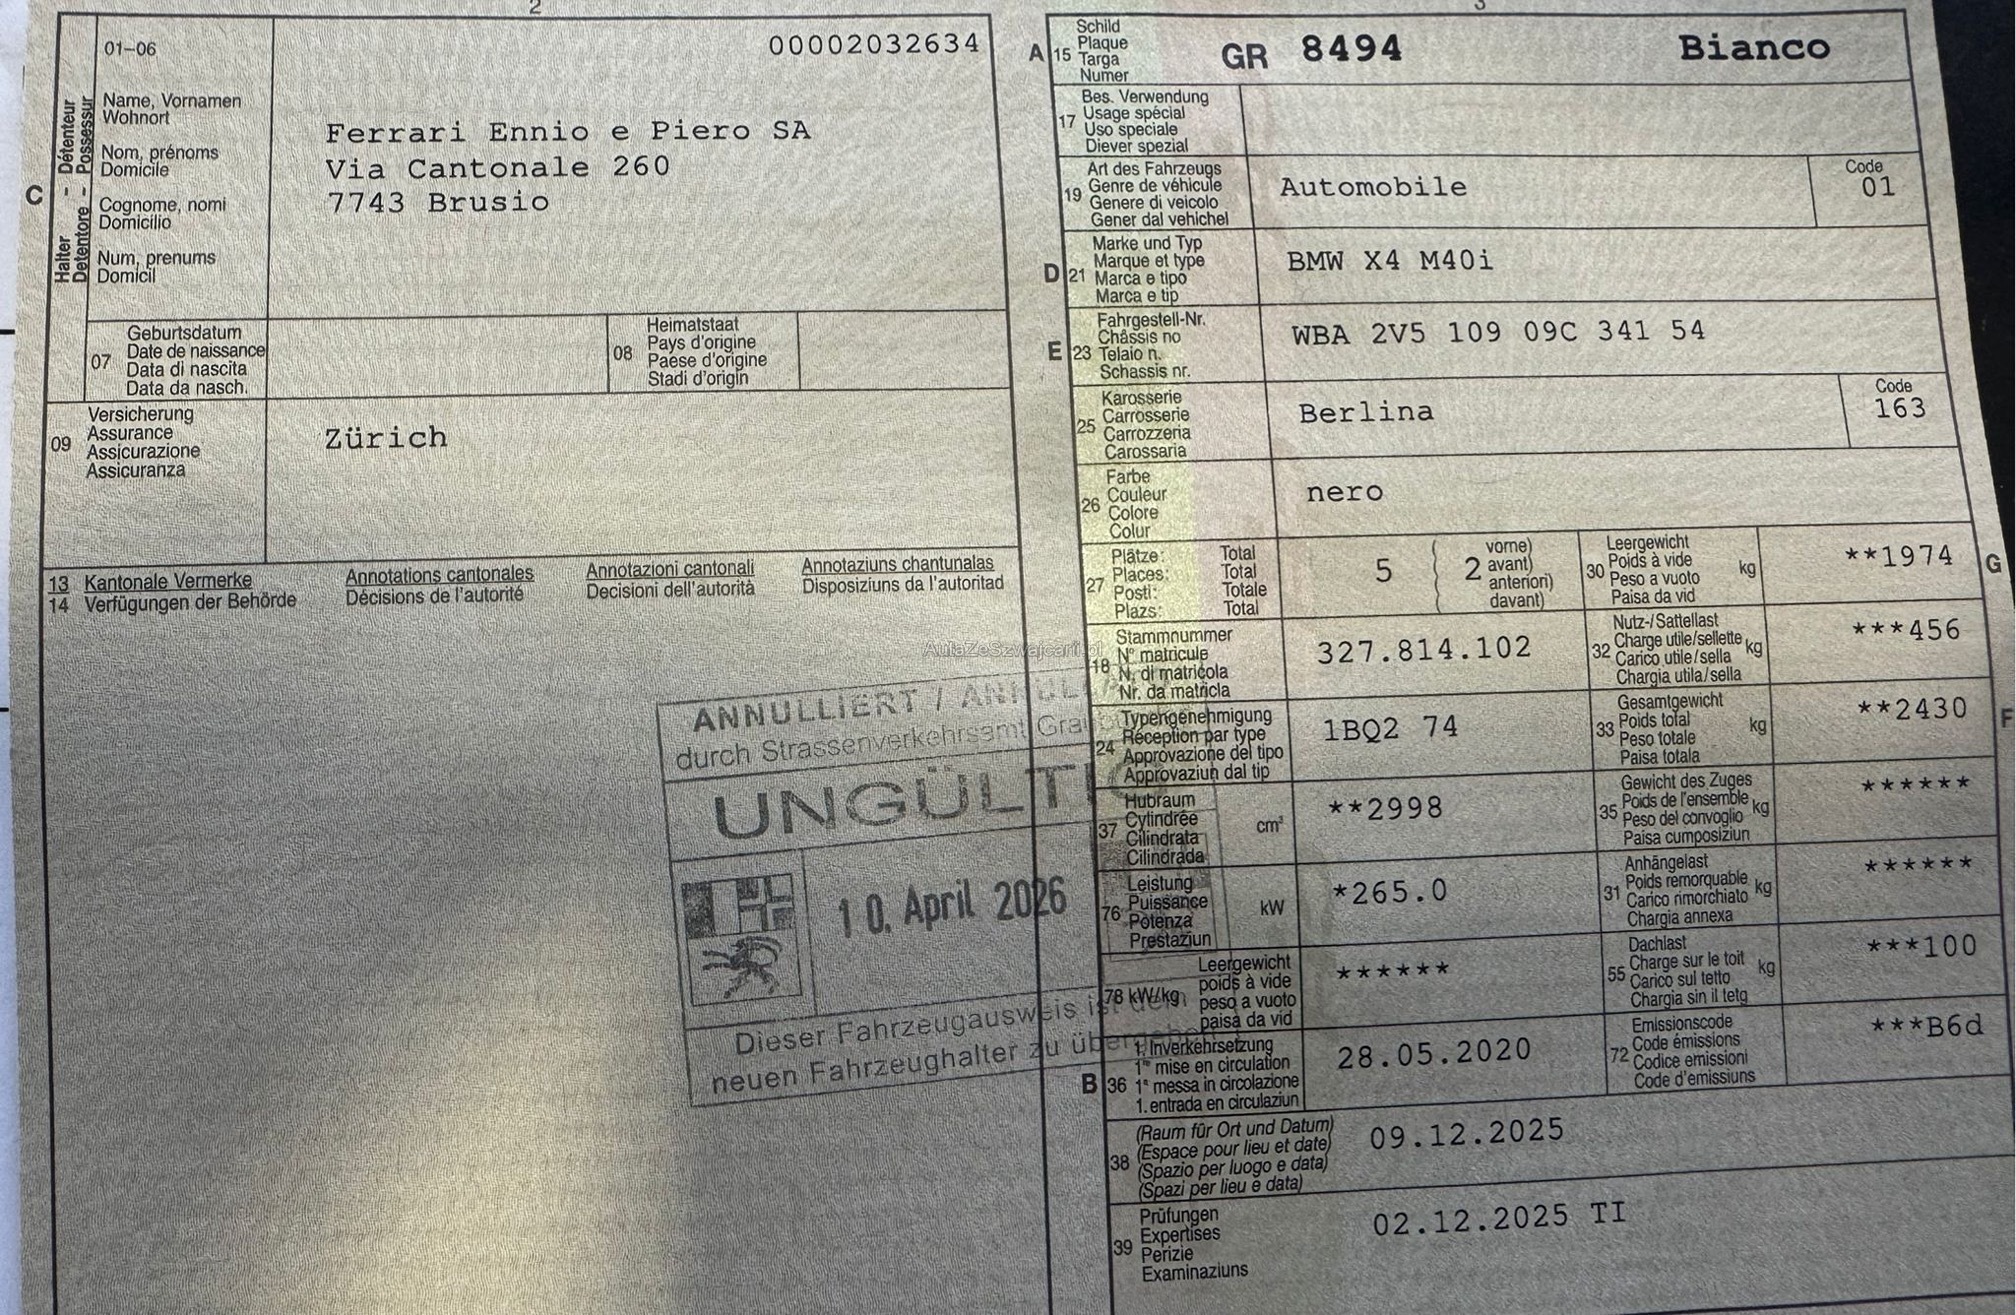 2
3
01-06
00002032634
Halter - Détenteur
Detentore - Possessur
C
Name, Vornamen
Wohnort
Nom, prénoms
Domicile
Cognome, nomi
Domicilio
Num, prenums
Domicil
Ferrari Ennio e Piero SA
Via Cantonale 260
7743 Brusio
07
Geburtsdatum
Date de naissance
Data di nascita
Data da nasch.
08
Heimatstaat
Pays d'origine
Paese d'origine
Stadi d'origin
09
Versicherung
Assurance
Assicurazione
Assicuranza
Zürich
13 Kantonale Vermerke Annotations cantonales Annotazioni cantonali Annotaziuns chantunalas
14 Verfügungen der Behörde Décisions de l'autorité Decisioni dell'autorità Disposiziuns da l'autoritad
AutaZeSzwajcarii.pl
ANNULLIERT / ANNUL
durch Strassenverkehrsamt Gra
UNGÜLTIG
10. April 2026
Dieser Fahrzeugausweis ist dem
neuen Fahrzeughalter zu überge
A 15
Schild
Plaque
Targa
Numer
GR 8494 Bianco
17
Bes. Verwendung
Usage spécial
Uso speciale
Diever spezial
19
Art des Fahrzeugs
Genre de véhicule
Genere di veicolo
Gener dal vehichel
Automobile
Code
01
D 21
Marke und Typ
Marque et type
Marca e tipo
Marca e tip
BMW X4 M40i
E 23
Fahrgestell-Nr.
Châssis no
Telaio n.
Schassis nr.
WBA 2V5 109 09C 341 54
25
Karosserie
Carrosserie
Carrozzeria
Carossaria
Berlina
Code
163
26
Farbe
Couleur
Colore
Colur
nero
27
Plätze: Total
Places: Total
Posti: Totale
Plazs: Total
5
2
vorne)
avant)
anteriori)
davant)
30
Leergewicht
Poids à vide
Peso a vuoto
Paisa da vid
kg
**1974
G
18
Stammnummer
N° matricule
N. di matricola
Nr. da matricla
327.814.102
32
Nutz-/Sattellast
Charge utile/sellette
Carico utile/sella
Chargia utila/sella
kg
***456
24
Typengenehmigung
Réception par type
Approvazione del tipo
Approvaziun dal tip
1BQ2 74
33
Gesamtgewicht
Poids total
Peso totale
Paisa totala
kg
**2430
F
37
Hubraum
Cylindrée
Cilindrata
Cilindrada
cm³
**2998
35
Gewicht des Zuges
Poids de l'ensemble
Peso del convoglio
Paisa cumposiziun
kg
******
76
Leistung
Puissance
Potenza
Prestaziun
kW
*265.0
31
Anhängelast
Poids remorquable
Carico rimorchiato
Chargia annexa
kg
******
78 kW/kg
Leergewicht
poids à vide
peso a vuoto
paisa da vid
******
55
Dachlast
Charge sur le toit
Carico sul tetto
Chargia sin il tetg
kg
***100
B 36
1. Inverkehrsetzung
1re mise en circulation
1a messa in circolazione
1. entrada en circulaziun
28.05.2020
72
Emissionscode
Code émissions
Codice emissioni
Code d'emissiuns
***B6d
38
(Raum für Ort und Datum)
(Espace pour lieu et date)
(Spazio per luogo e data)
(Spazi per lieu e data)
09.12.2025
39
Prüfungen
Expertises
Perizie
Examinaziuns
02.12.2025 TI